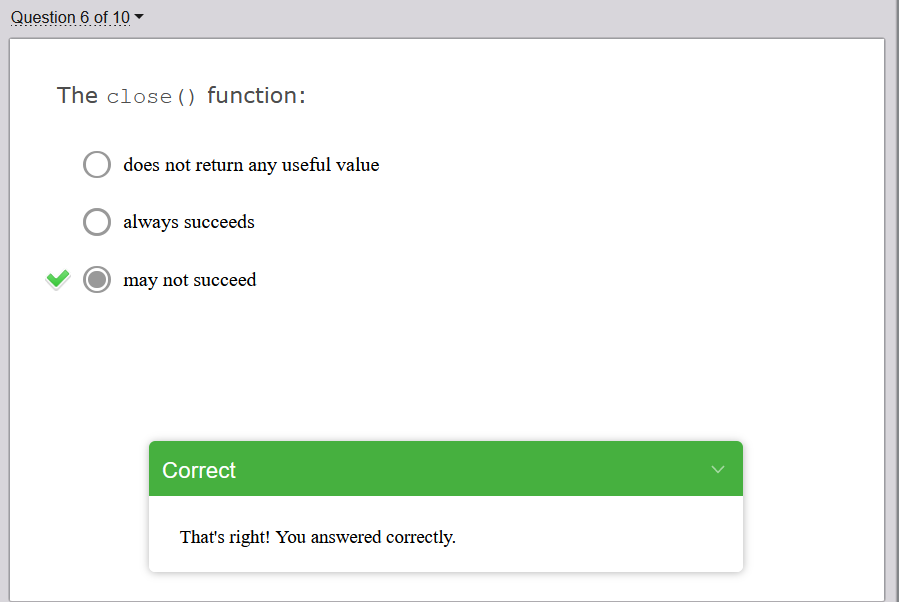 Question 6 of 10
The close() function:
does not return any useful value
always succeeds
may not succeed
Correct
That's right! You answered correctly.